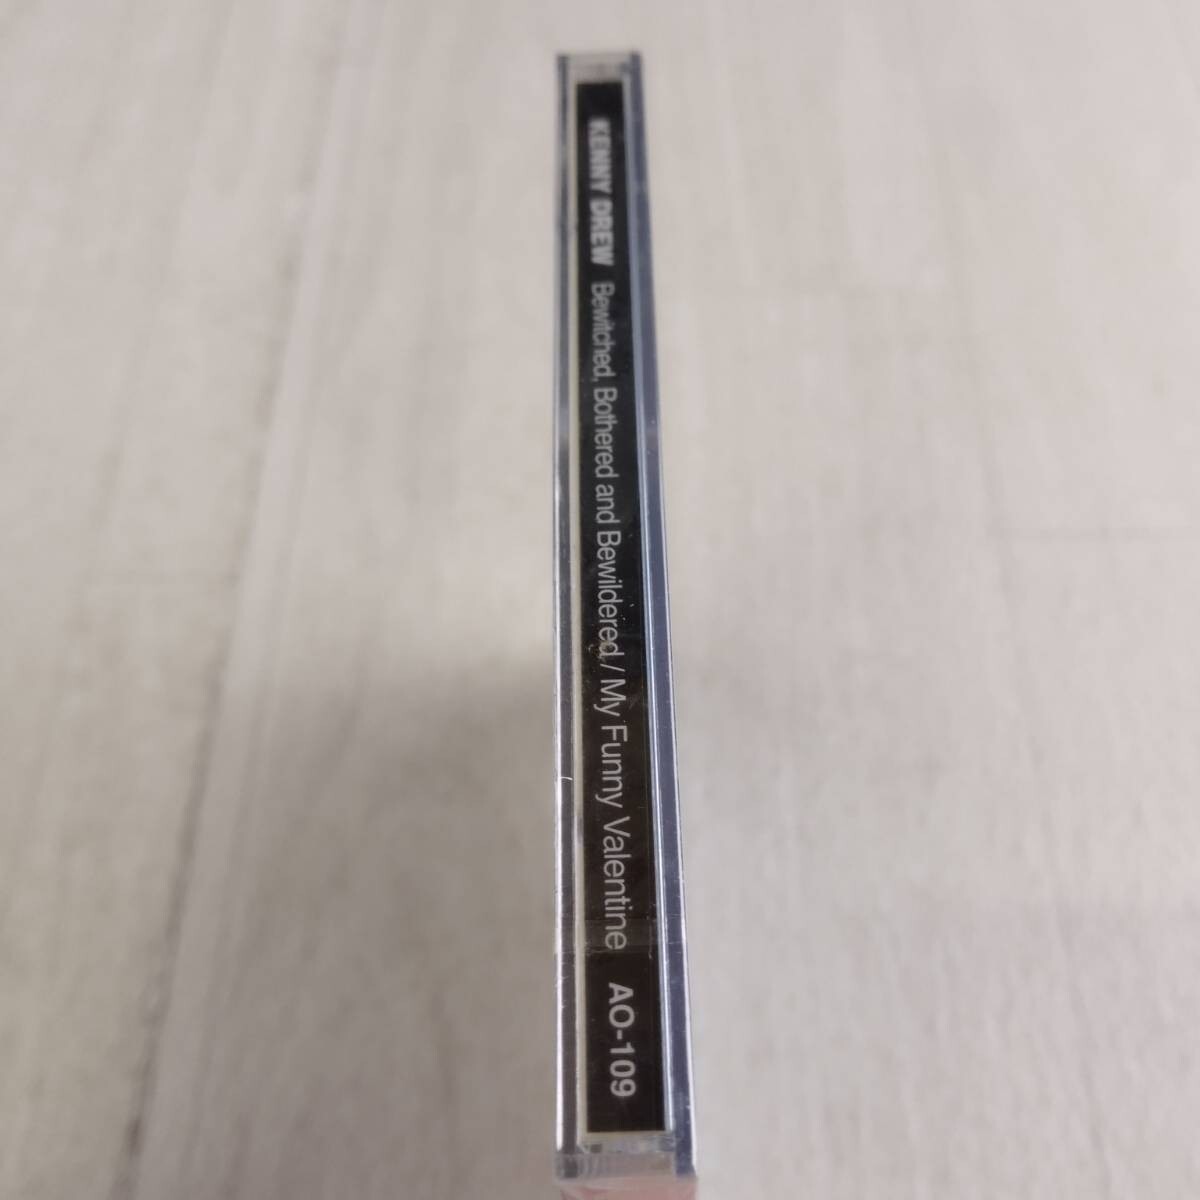 KENNY DREW Bewitched, Bothered and Bewildered / My Funny Valentine AO-109